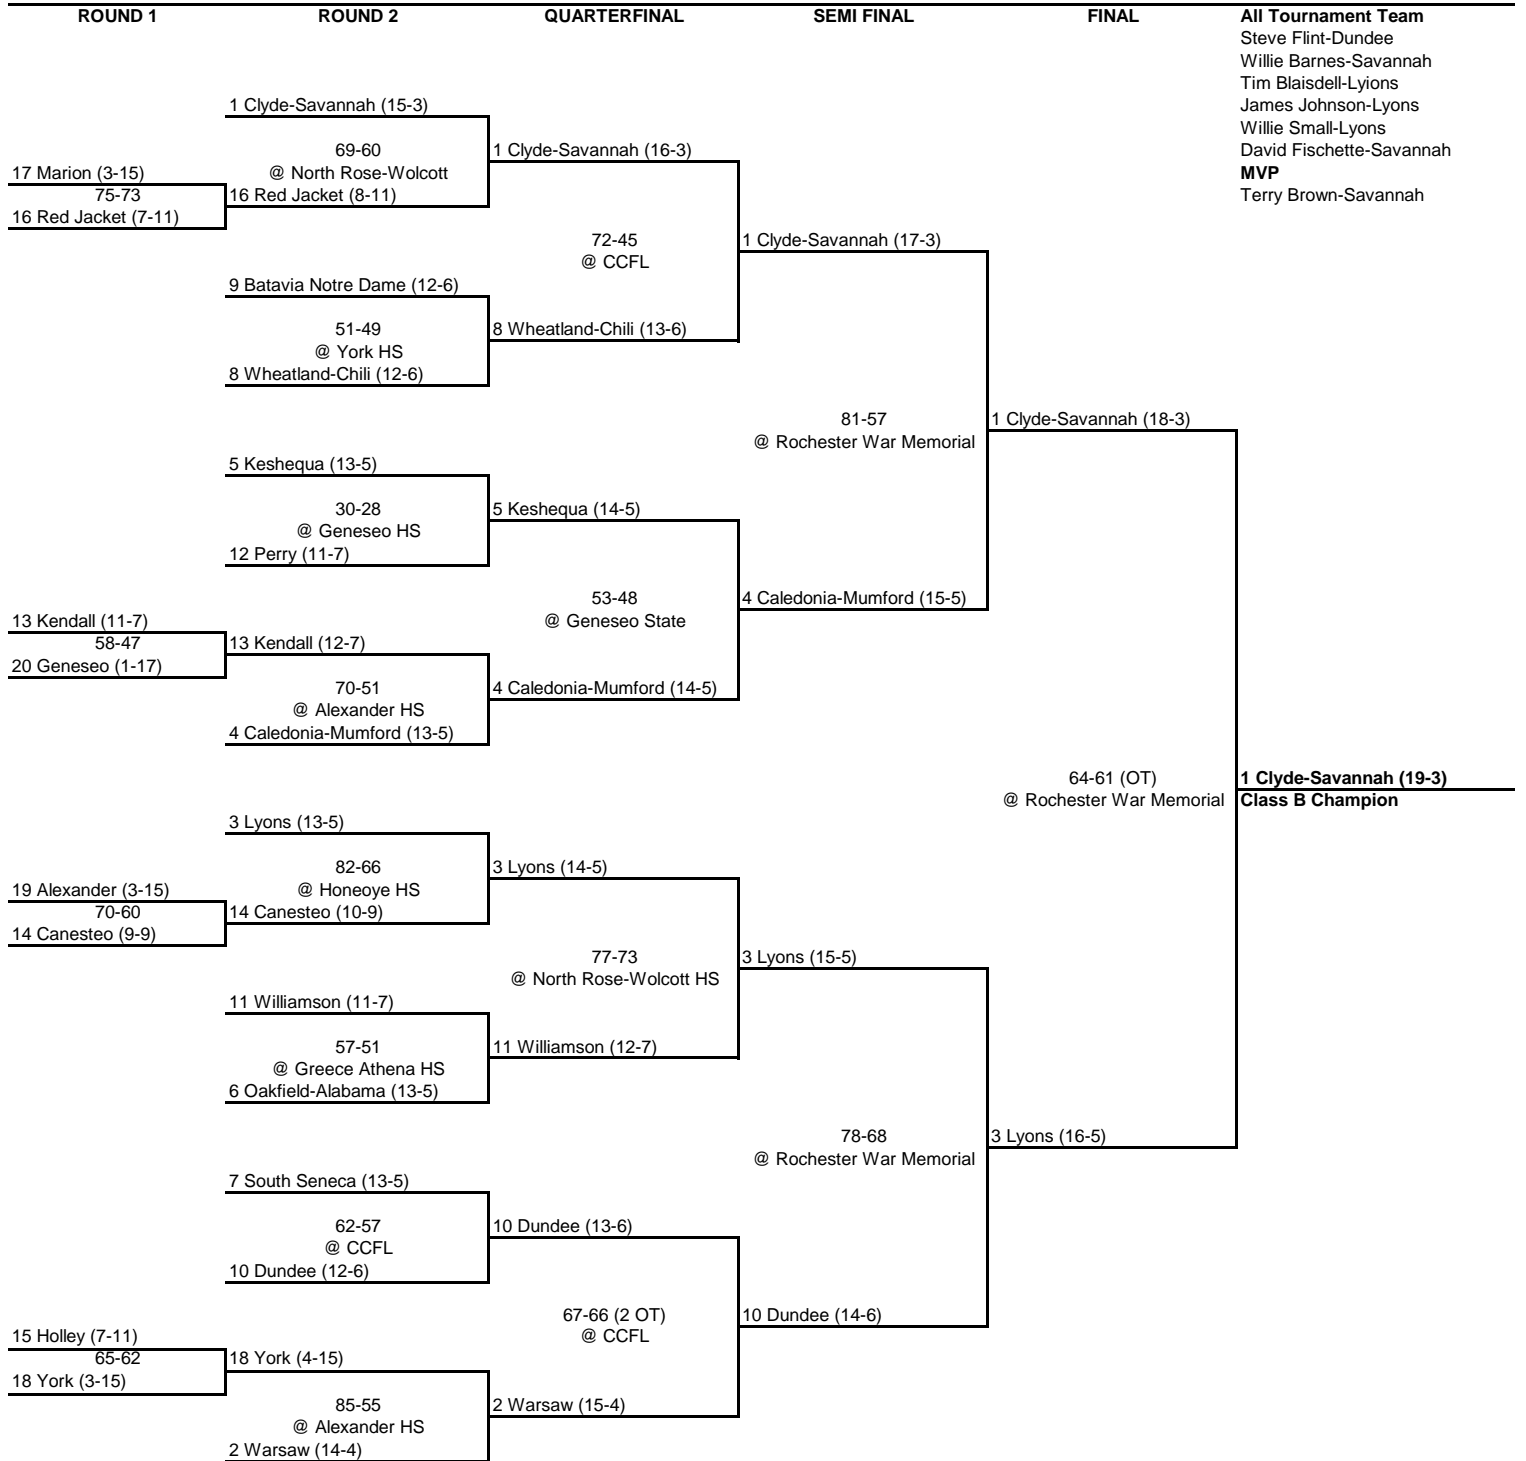 ROUND 1 ROUND 2 QUARTERFINAL SEMI FINAL FINAL All Tournament Team
Steve Flint-Dundee
Willie Barnes-Savannah
Tim Blaisdell-Lyions
1 Clyde-Savannah (15-3) James Johnson-Lyons
Willie Small-Lyons
69-60 1 Clyde-Savannah (16-3) David Fischette-Savannah
17 Marion (3-15) @ North Rose-Wolcott MVP
75-73 16 Red Jacket (8-11) Terry Brown-Savannah
16 Red Jacket (7-11)
72-45 1 Clyde-Savannah (17-3)
@ CCFL
9 Batavia Notre Dame (12-6)
51-49 8 Wheatland-Chili (13-6)
@ York HS
8 Wheatland-Chili (12-6)
81-57 1 Clyde-Savannah (18-3)
@ Rochester War Memorial
5 Keshequa (13-5)
30-28 5 Keshequa (14-5)
@ Geneseo HS
12 Perry (11-7)
53-48 4 Caledonia-Mumford (15-5)
13 Kendall (11-7) @ Geneseo State
58-47 13 Kendall (12-7)
20 Geneseo (1-17)
70-51 4 Caledonia-Mumford (14-5)
@ Alexander HS
4 Caledonia-Mumford (13-5)
64-61 (OT) 1 Clyde-Savannah (19-3)
@ Rochester War Memorial Class B Champion
3 Lyons (13-5)
82-66 3 Lyons (14-5)
19 Alexander (3-15) @ Honeoye HS
70-60 14 Canesteo (10-9)
14 Canesteo (9-9)
77-73 3 Lyons (15-5)
@ North Rose-Wolcott HS
11 Williamson (11-7)
57-51 11 Williamson (12-7)
@ Greece Athena HS
6 Oakfield-Alabama (13-5)
78-68 3 Lyons (16-5)
@ Rochester War Memorial
7 South Seneca (13-5)
62-57 10 Dundee (13-6)
@ CCFL
10 Dundee (12-6)
67-66 (2 OT) 10 Dundee (14-6)
15 Holley (7-11) @ CCFL
65-62 18 York (4-15)
18 York (3-15)
85-55 2 Warsaw (15-4)
@ Alexander HS
2 Warsaw (14-4)